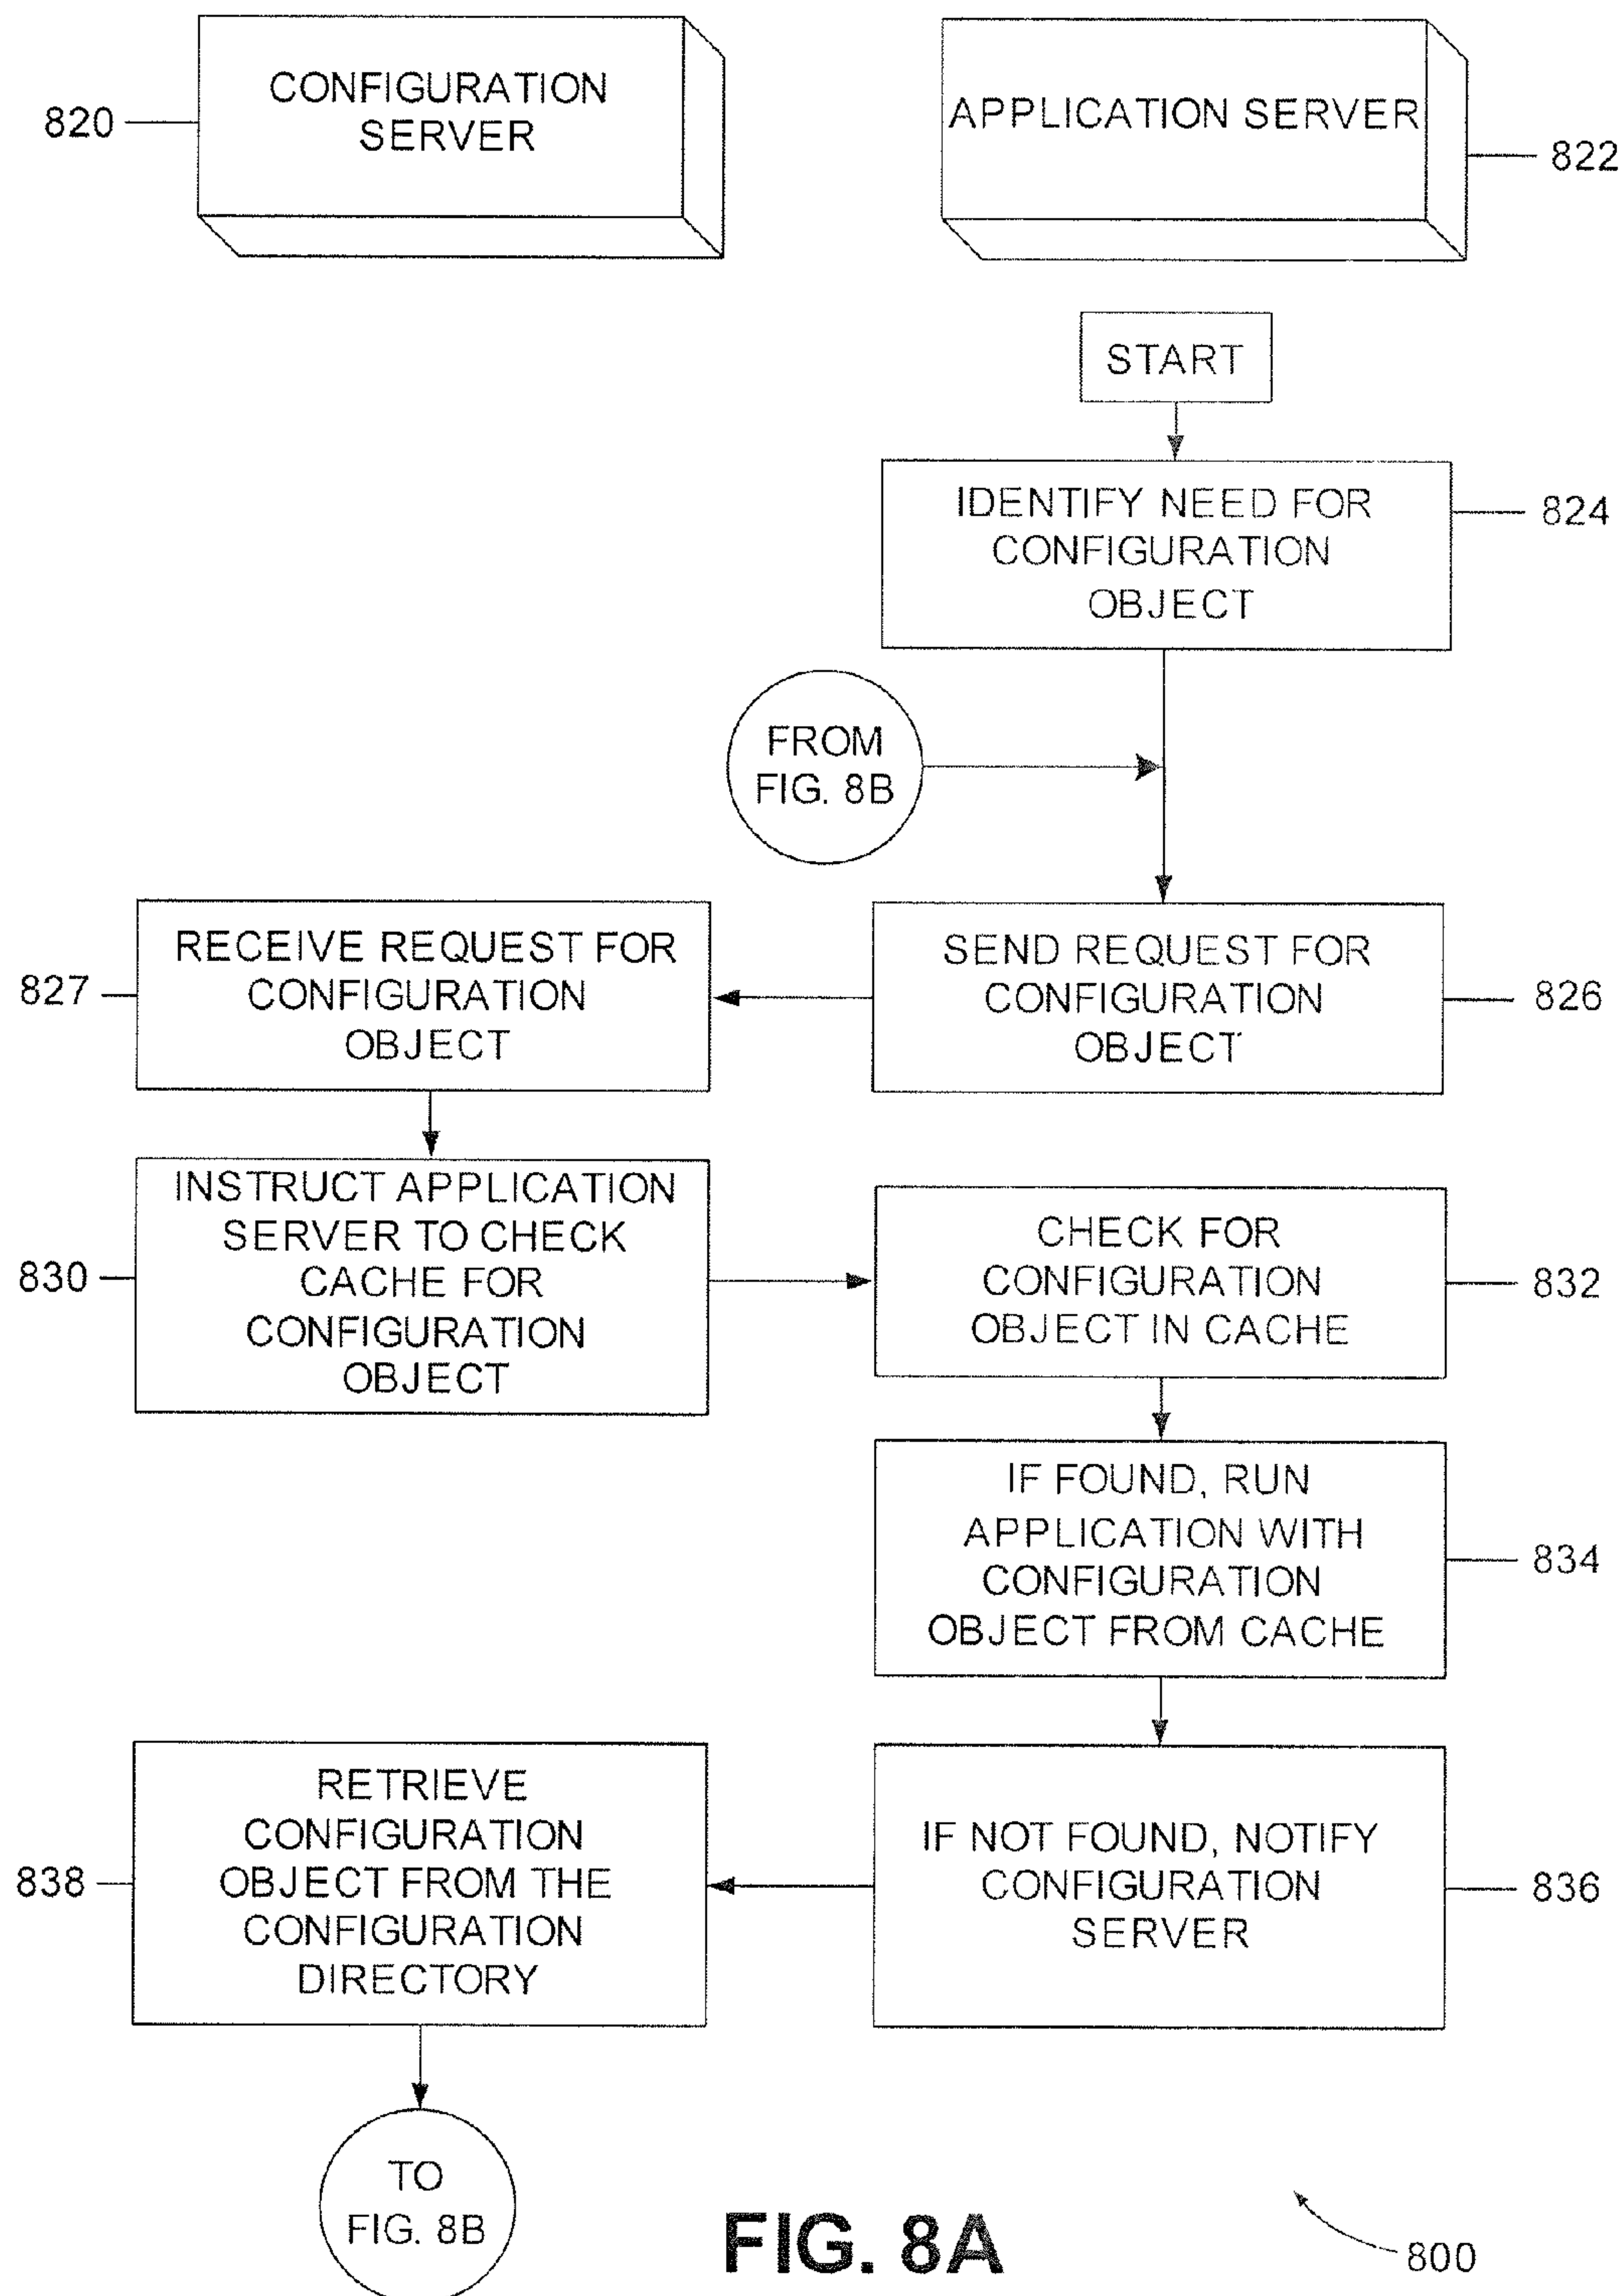 CONFIGURATION
SERVER
820
APPLICATION SERVER
822
START
IDENTIFY NEED FOR
CONFIGURATION
OBJECT
824
FROM
FIG. 8B
RECEIVE REQUEST FOR
CONFIGURATION
OBJECT
827
SEND REQUEST FOR
CONFIGURATION
OBJECT
826
INSTRUCT APPLICATION
SERVER TO CHECK
CACHE FOR
CONFIGURATION
OBJECT
830
CHECK FOR
CONFIGURATION
OBJECT IN CACHE
832
IF FOUND, RUN
APPLICATION WITH
CONFIGURATION
OBJECT FROM CACHE
834
RETRIEVE
CONFIGURATION
OBJECT FROM THE
CONFIGURATION
DIRECTORY
838
IF NOT FOUND, NOTIFY
CONFIGURATION
SERVER
836
TO
FIG. 8B
FIG. 8A
800